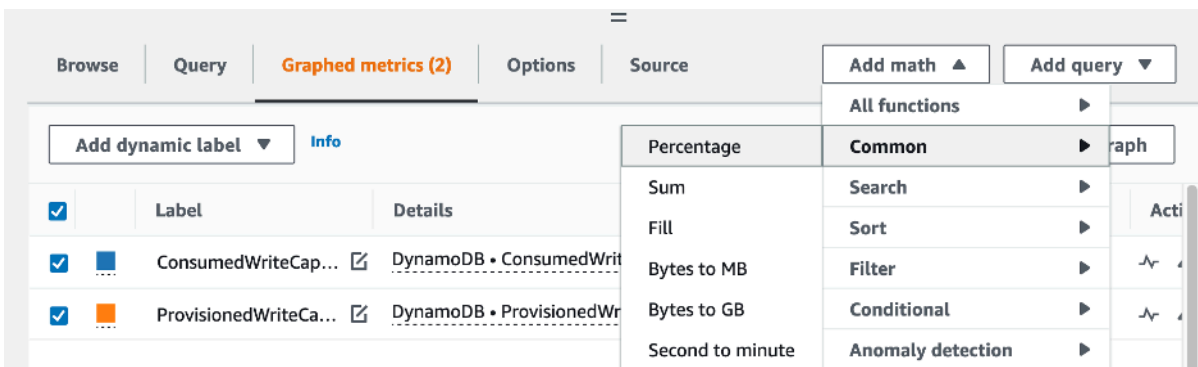 Browse Query Graphed metrics (2) Options Source Add math Add query
All functions
Add dynamic label Info Percentage Common raph
Sum Search
Label Details Acti
Fill Sort
ConsumedWriteCap... DynamoDB • ConsumedWrit
Bytes to MB Filter
ProvisionedWriteCa... DynamoDB • ProvisionedWr
Bytes to GB Conditional
Second to minute Anomaly detection